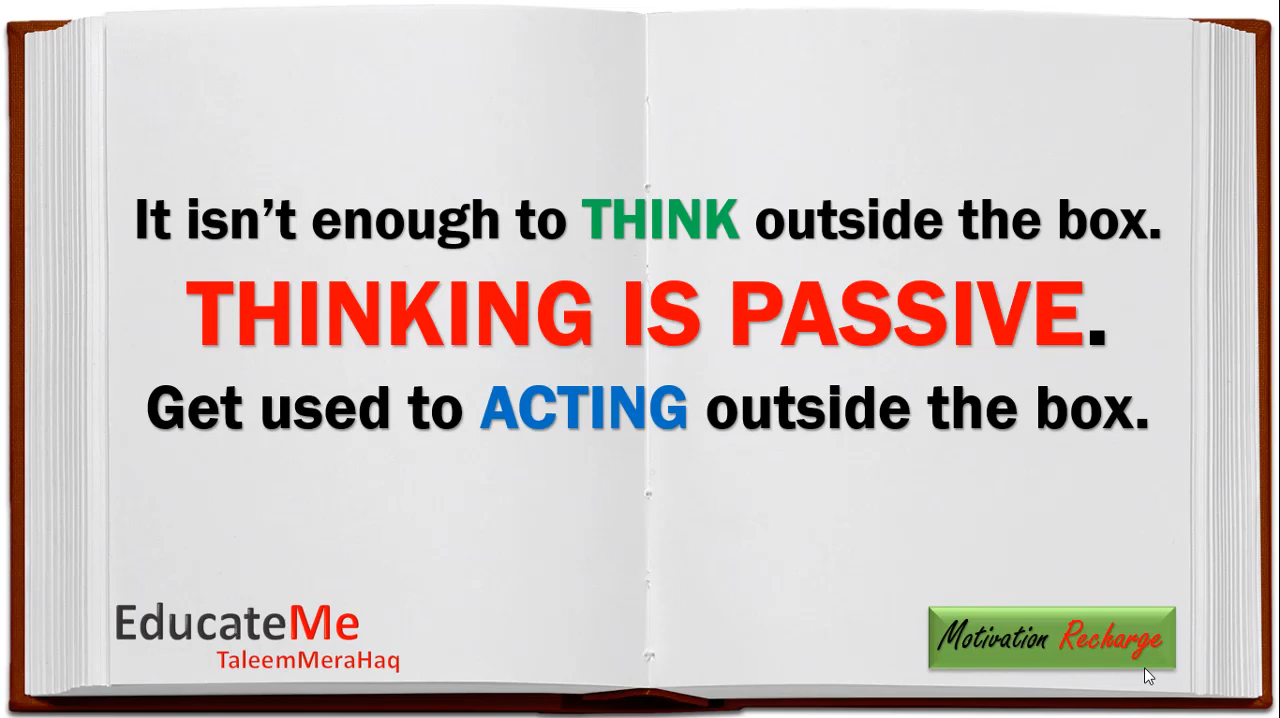 It isn’t enough to THINK outside the box.
THINKING IS PASSIVE.
Get used to ACTING outside the box.
EducateMe
TaleemMeraHaq
Motivation Recharge